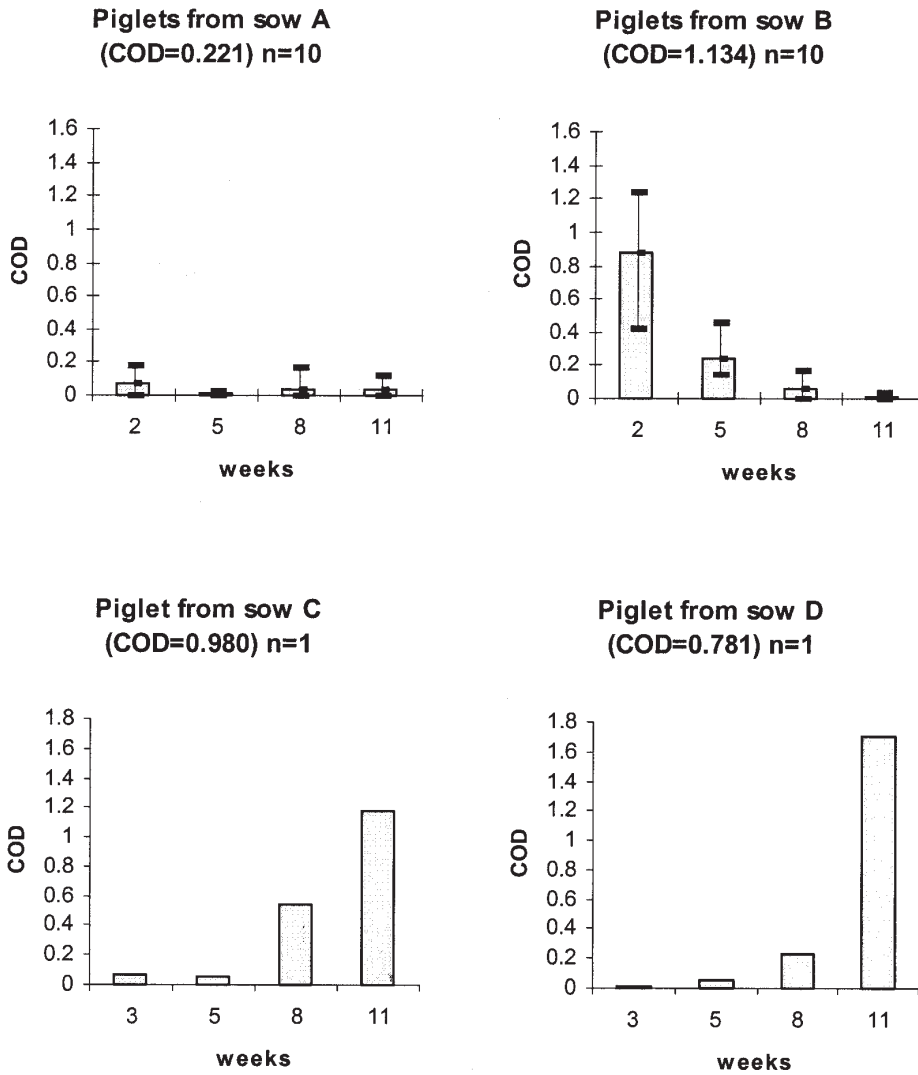 Piglets from sow A
(COD=0.221) n=10
1.6
1.4
1.2
1
0.8
0.6
0.4
0.2
0
COD
2 5 8 11
weeks
Piglets from sow B
(COD=1.134) n=10
1.6
1.4
1.2
1
0.8
0.6
0.4
0.2
0
COD
2 5 8 11
weeks
Piglet from sow C
(COD=0.980) n=1
1.8
1.6
1.4
1.2
1
0.8
0.6
0.4
0.2
0
COD
3 5 8 11
weeks
Piglet from sow D
(COD=0.781) n=1
1.8
1.6
1.4
1.2
1
0.8
0.6
0.4
0.2
0
COD
3 5 8 11
weeks